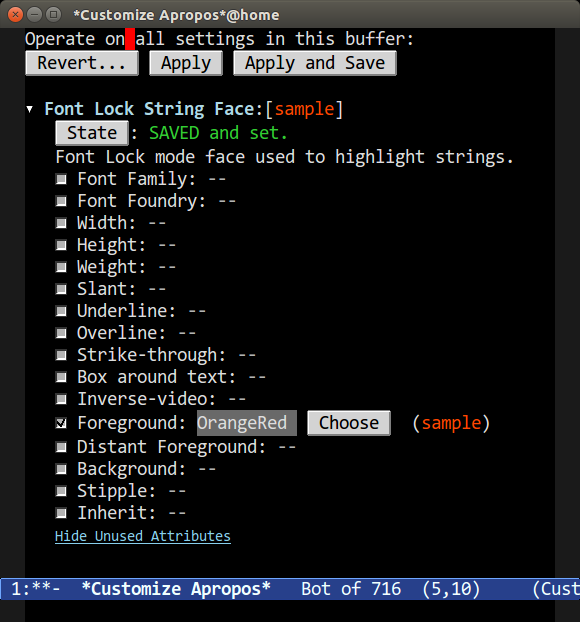 *Customize Apropos*@home
Operate on all settings in this buffer:
Revert... Apply Apply and Save
Font Lock String Face:[sample]
State : SAVED and set.
Font Lock mode face used to highlight strings.
Font Family: --
Font Foundry: --
Width: --
Height: --
Weight: --
Slant: --
Underline: --
Overline: --
Strike-through: --
Box around text: --
Inverse-video: --
Foreground: OrangeRed Choose (sample)
Distant Foreground: --
Background: --
Stipple: --
Inherit: --
Hide Unused Attributes
1:**- *Customize Apropos* Bot of 716 (5,10) (Cust